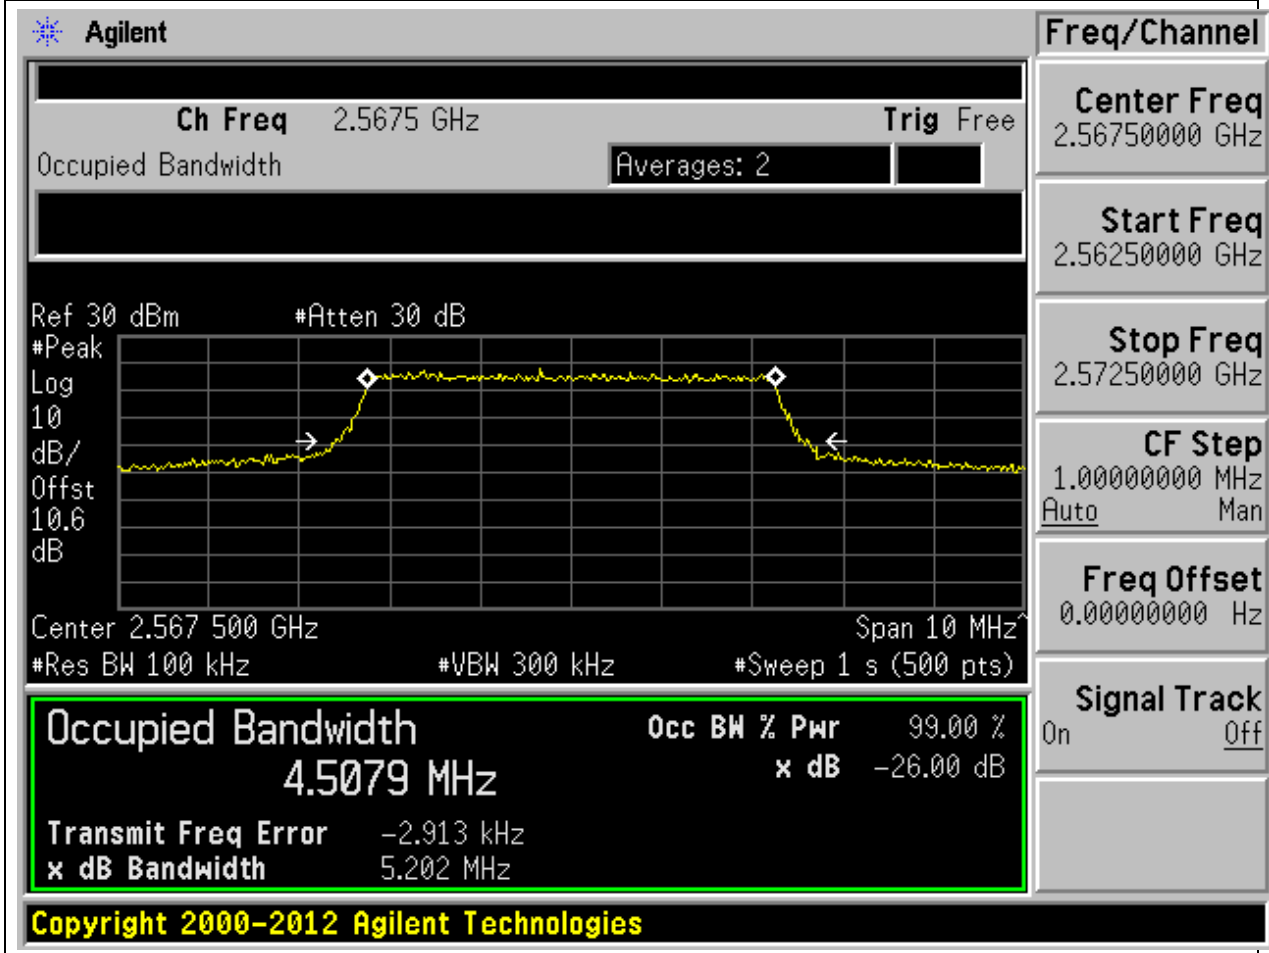 Agilent
Ch Freq 2.5675 GHz Trig Free
Occupied Bandwidth Averages: 2
Ref 30 dBm #Atten 30 dB
#Peak
Log
10
dB/
Offst
10.6
dB
Center 2.567 500 GHz Span 10 MHz^
#Res BW 100 kHz #VBW 300 kHz #Sweep 1 s (500 pts)
Occupied Bandwidth Occ BW % Pwr 99.00 %
4.5079 MHz x dB -26.00 dB
Transmit Freq Error -2.913 kHz
x dB Bandwidth 5.202 MHz
Copyright 2000-2012 Agilent Technologies
Freq/Channel
Center Freq
2.56750000 GHz
Start Freq
2.56250000 GHz
Stop Freq
2.57250000 GHz
CF Step
1.00000000 MHz
Auto Man
Freq Offset
0.00000000 Hz
Signal Track
On Off